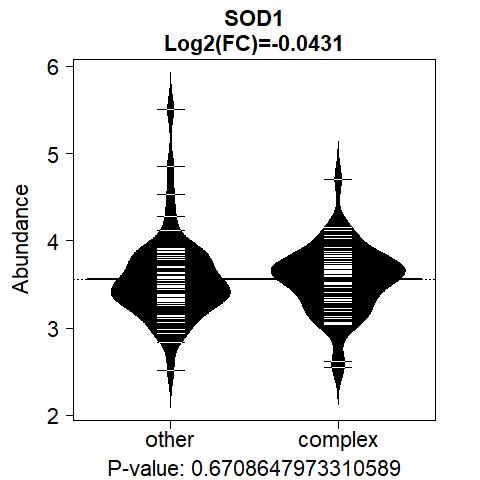 SOD1
Log2(FC)=-0.0431
6
5
4
3
2
Abundance
other complex
P-value: 0.6708647973310589